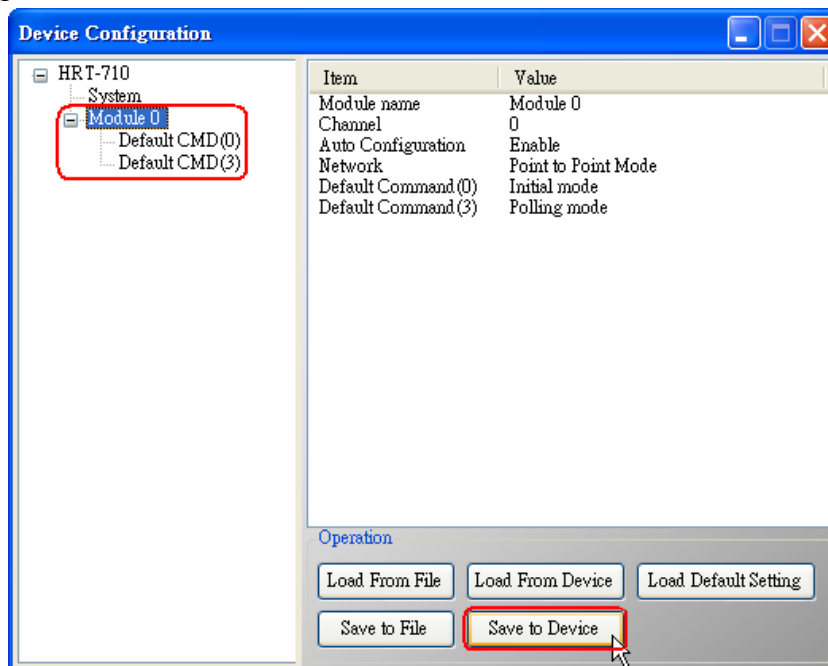 Device Configuration
HRT-710
System
Module 0
Default CMD(0)
Default CMD(3)
Item Value
Module name Module 0
Channel 0
Auto Configuration Enable
Network Point to Point Mode
Default Command(0) Initial mode
Default Command(3) Polling mode
Operation
Load From File Load From Device Load Default Setting
Save to File Save to Device